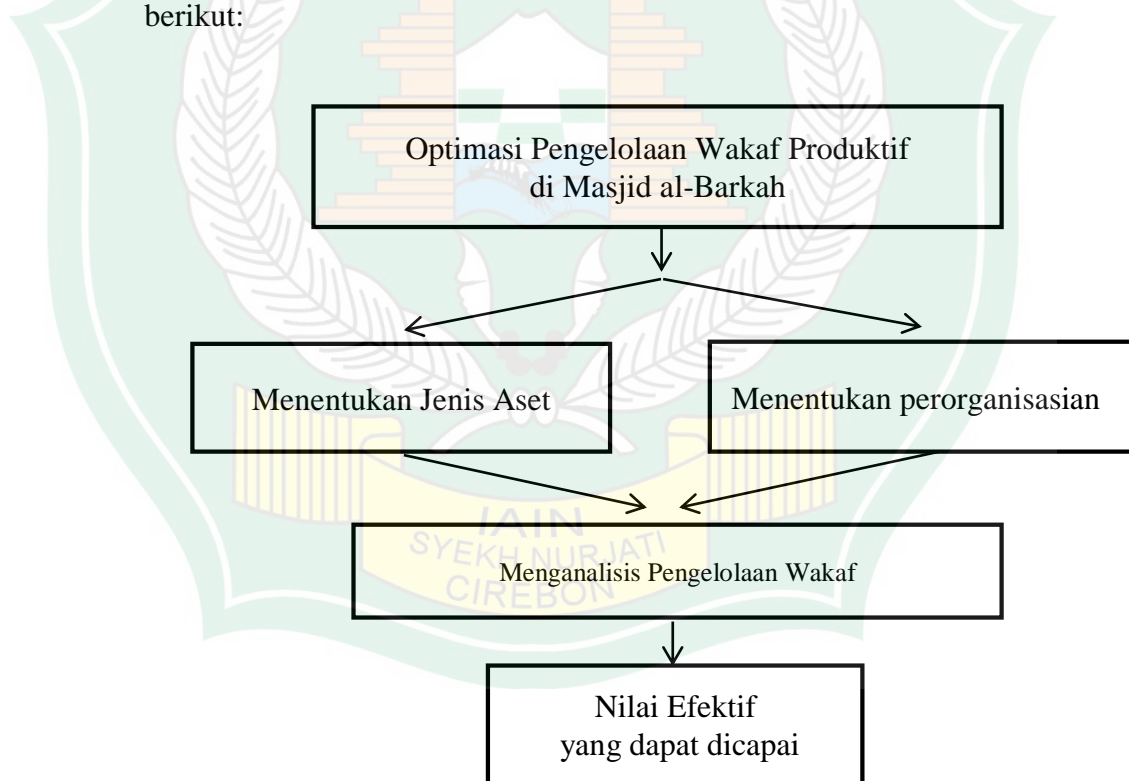 berikut:
Optimasi Pengelolaan Wakaf Produktif
di Masjid al-Barkah
Menentukan Jenis Aset
Menentukan perorganisasian
IAIN
SYEKH NURJATI
CIREBON
Menganalisis Pengelolaan Wakaf
Nilai Efektif
yang dapat dicapai